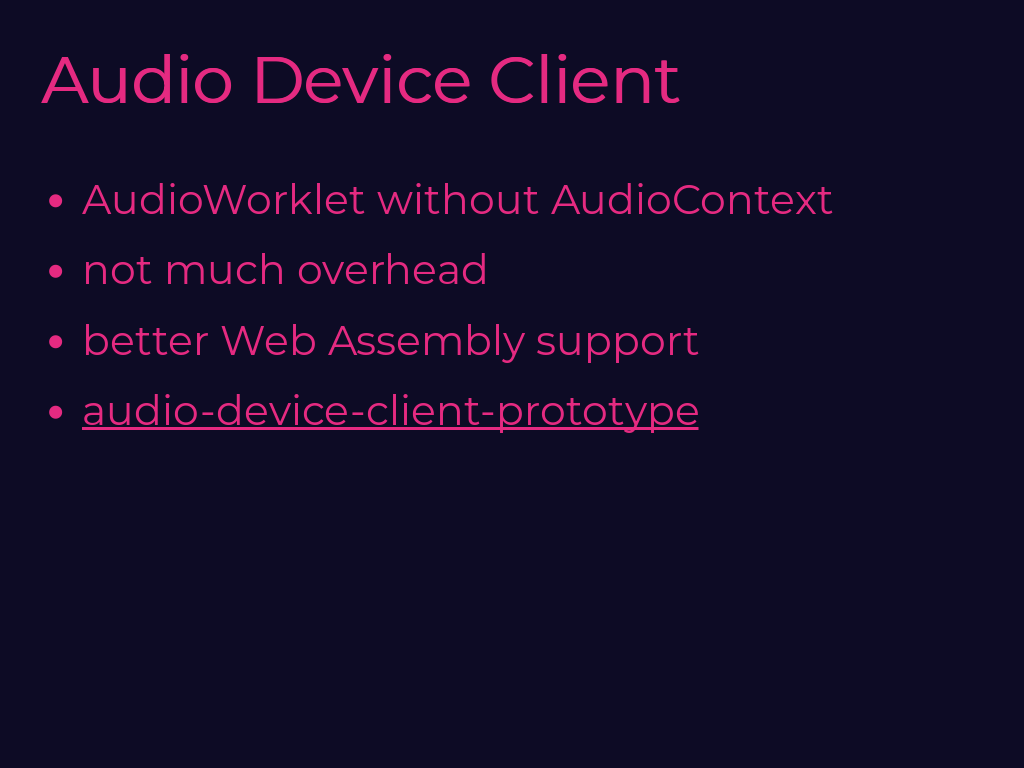 Audio Device Client
AudioWorklet without AudioContext
not much overhead
better Web Assembly support
audio-device-client-prototype